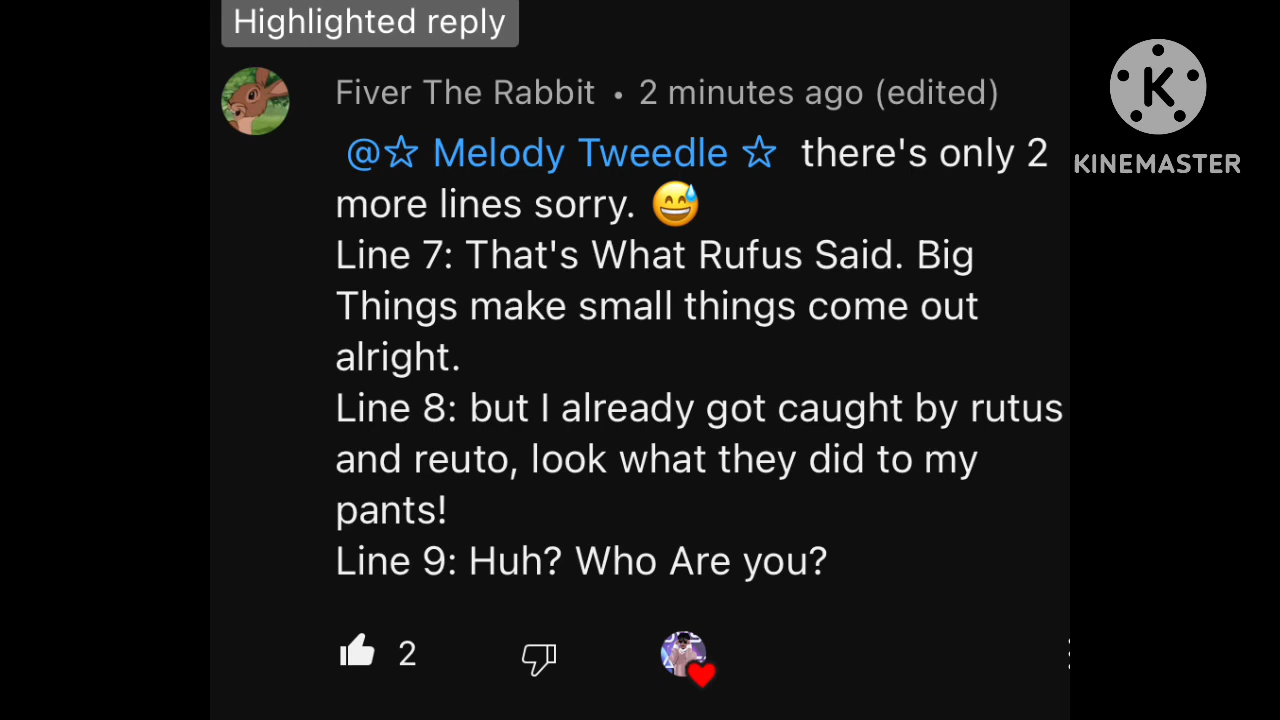 Highlighted reply
Fiver The Rabbit • 2 minutes ago (edited)
@☆ Melody Tweedle ☆ there's only 2
more lines sorry. 😅
Line 7: That's What Rufus Said. Big
Things make small things come out
alright.
Line 8: but I already got caught by rutus
and reuto, look what they did to my
pants!
Line 9: Huh? Who Are you?
2
K
KINEMASTER